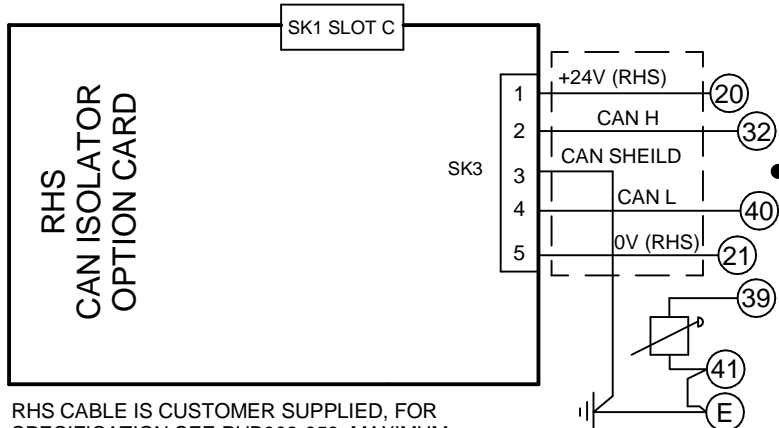 SK1 SLOT C
RHS
CAN ISOLATOR
OPTION CARD
SK3
1
+24V (RHS)
20
2
CAN H
32
3
CAN SHEILD
4
CAN L
40
5
0V (RHS)
21
39
41
E
RHS CABLE IS CUSTOMER SUPPLIED, FOR